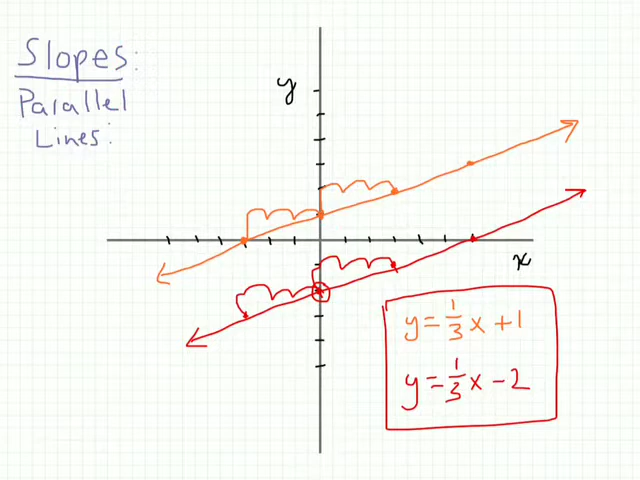 Slopes:
Parallel
Lines:
y
x
y = 1/3 x + 1
y = 1/3 x - 2